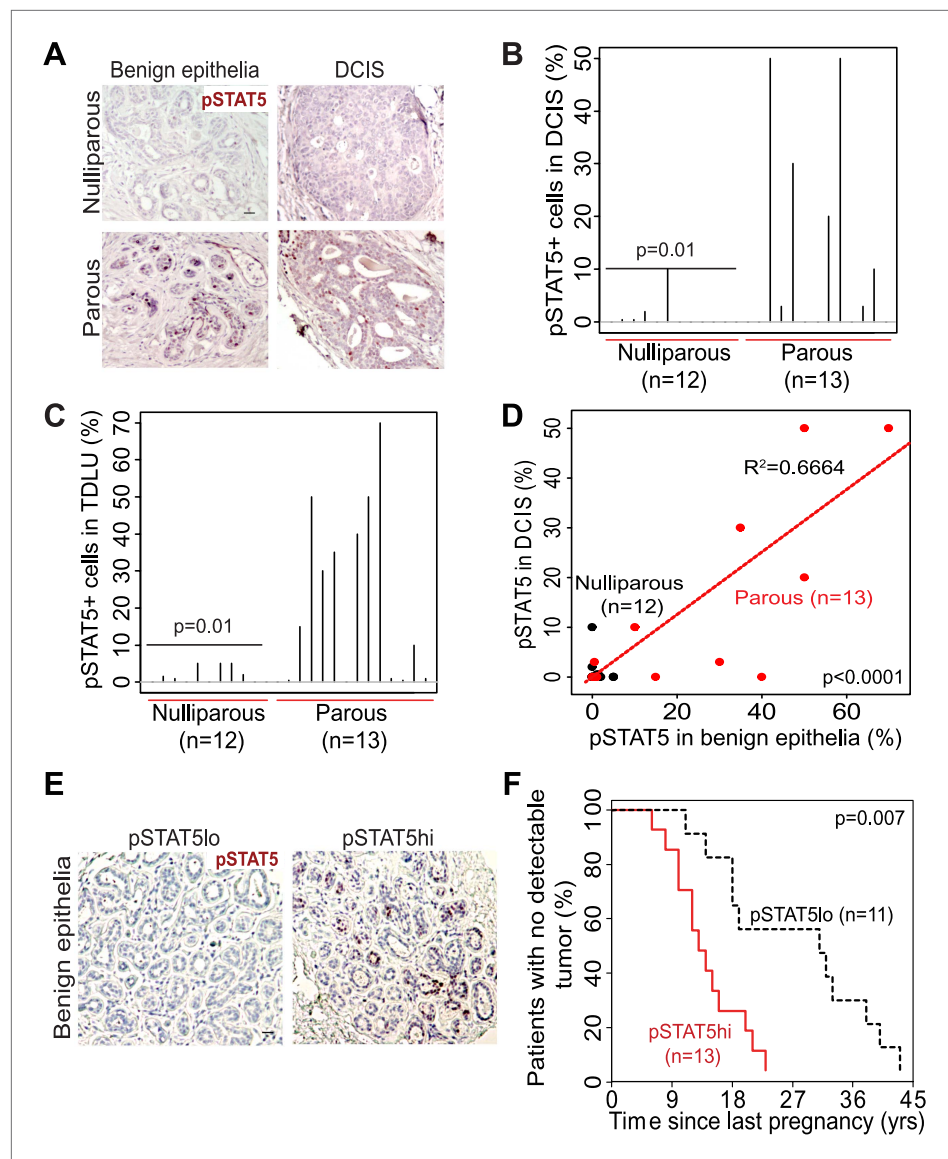 A
Benign epithelia
DCIS
pSTAT5
Nulliparous
Parous
B
pSTAT5+ cells in DCIS (%)
50
40
30
20
10
0
p=0.01
Nulliparous
(n=12)
Parous
(n=13)
C
pSTAT5+ cells in TDLU (%)
70
60
50
40
30
20
10
0
p=0.01
Nulliparous
(n=12)
Parous
(n=13)
D
pSTAT5 in DCIS (%)
50
40
30
20
10
0
R²=0.6664
Nulliparous
(n=12)
Parous (n=13)
p<0.0001
0 20 40 60
pSTAT5 in benign epithelia (%)
E
pSTAT5lo
pSTAT5hi
pSTAT5
Benign epithelia
F
Patients with no detectable
tumor (%)
100
80
60
40
20
0
p=0.007
pSTAT5lo (n=11)
pSTAT5hi
(n=13)
0 9 18 27 36 45
Time since last pregnancy (yrs)